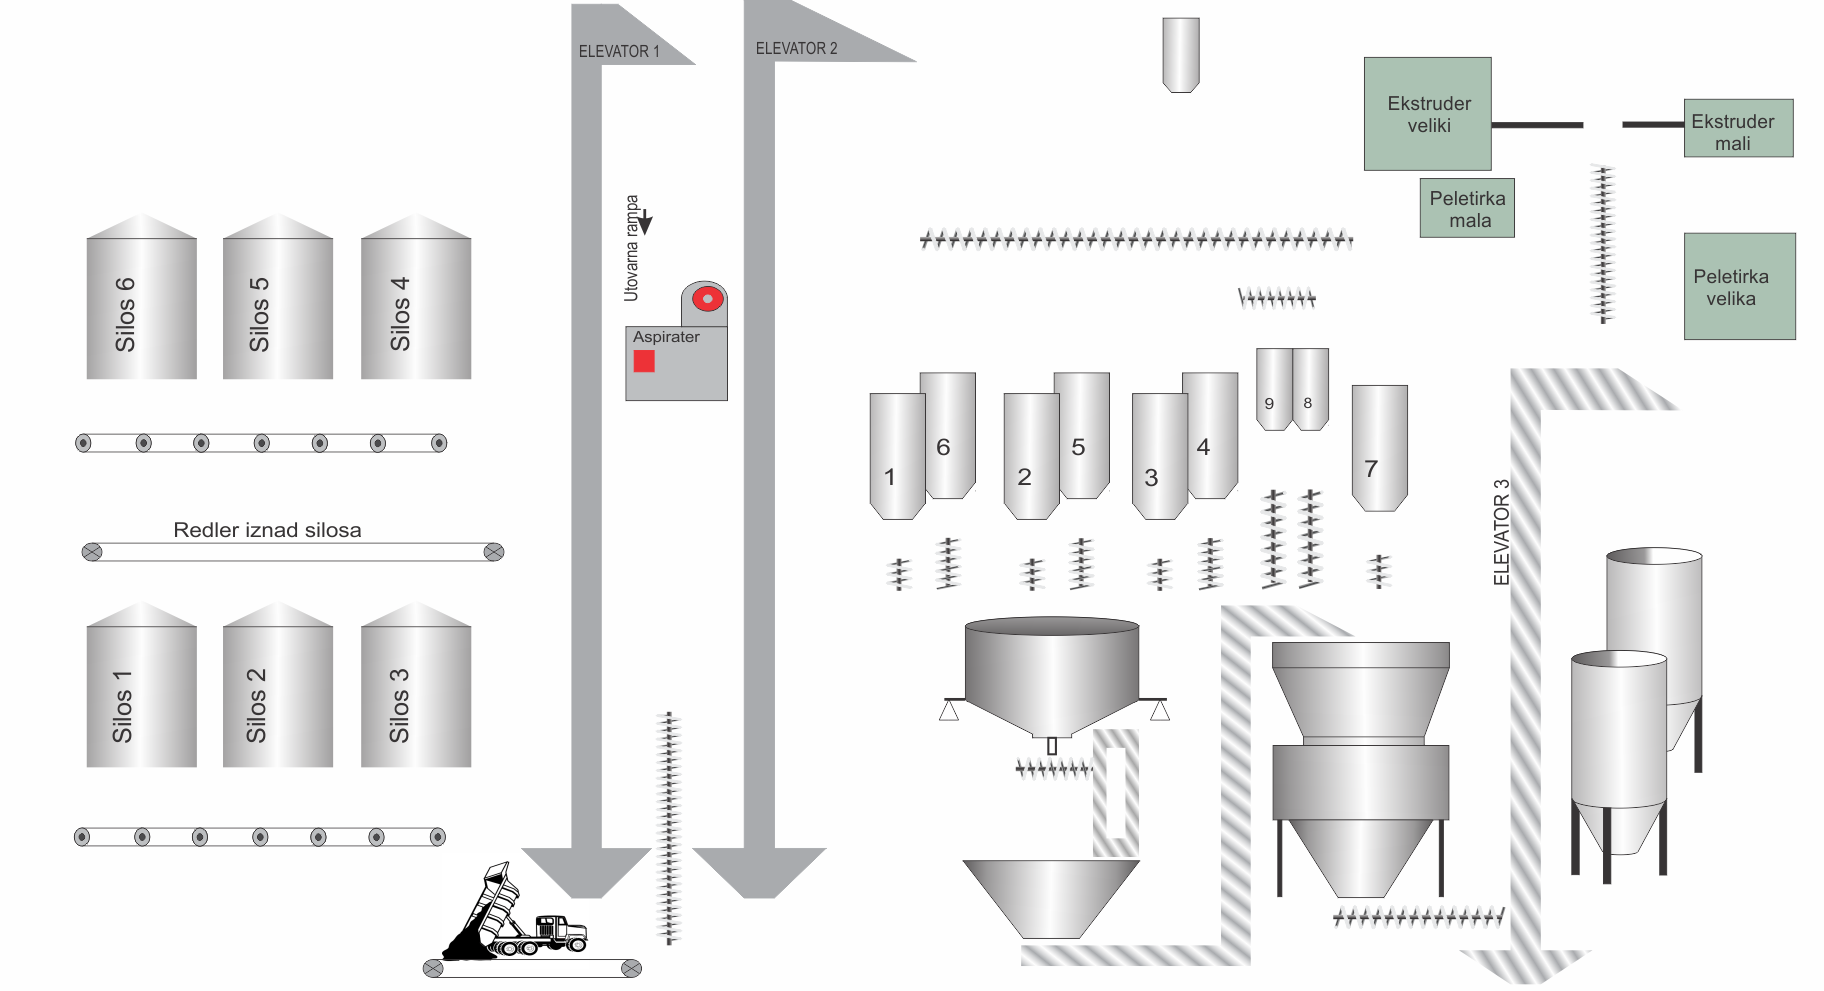 ELEVATOR 1
ELEVATOR 2
Ekstruder
veliki
Ekstruder
mali
Peletirka
mala
Utovarna rampa
Peletirka
velika
Silos 6
Silos 5
Silos 4
Aspirater
9
8
6
5
4
1
2
3
7
Redler iznad silosa
ELEVATOR 3
Silos 1
Silos 2
Silos 3